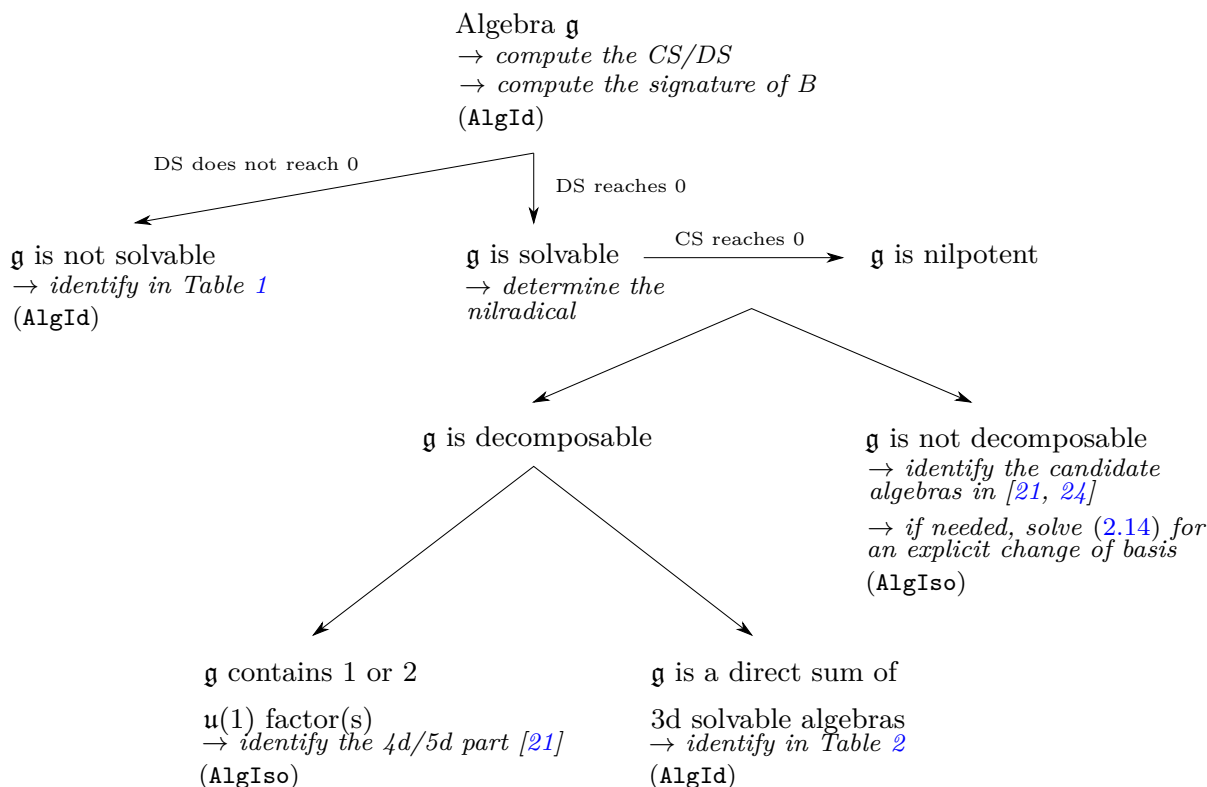 Algebra 𝔤
→ compute the CS/DS
→ compute the signature of B
(AlgId)
DS does not reach 0
DS reaches 0
𝔤 is not solvable
→ identify in Table 1
(AlgId)
𝔤 is solvable
→ determine the
nilradical
CS reaches 0
𝔤 is nilpotent
𝔤 is decomposable
𝔤 is not decomposable
→ identify the candidate
algebras in [21, 24]
→ if needed, solve (2.14) for
an explicit change of basis
(AlgIso)
𝔤 contains 1 or 2
𝔲(1) factor(s)
→ identify the 4d/5d part [21]
(AlgIso)
𝔤 is a direct sum of
3d solvable algebras
→ identify in Table 2
(AlgId)